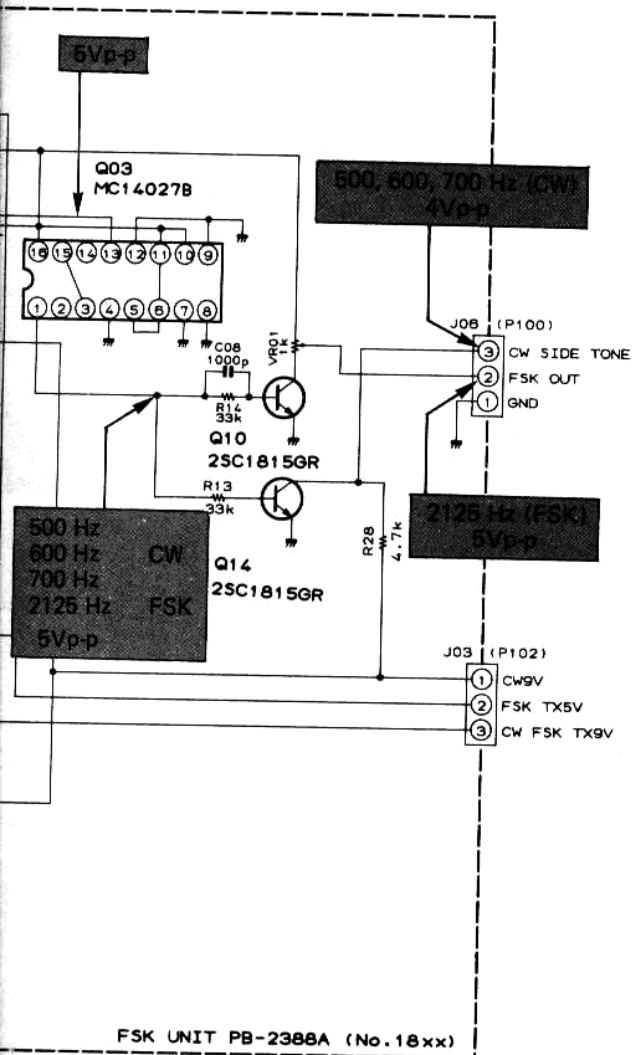 5Vp-p
Q03
MC14027B
500, 600, 700 Hz (CW)
4Vp-p
16 15 14 13 12 11 10 9
1 2 3 4 5 6 7 8
C08
1000p
R14
33k
VR01
1k
Q10
2SC1815GR
J06 (P100)
3 CW SIDE TONE
2 FSK OUT
1 GND
R13
33k
Q14
2SC1815GR
R28
4.7k
2125 Hz (FSK)
5Vp-p
500 Hz
600 Hz CW
700 Hz
2125 Hz FSK
5Vp-p
J03 (P102)
1 CW9V
2 FSK TX5V
3 CW FSK TX9V
FSK UNIT PB-2388A (No.18xx)